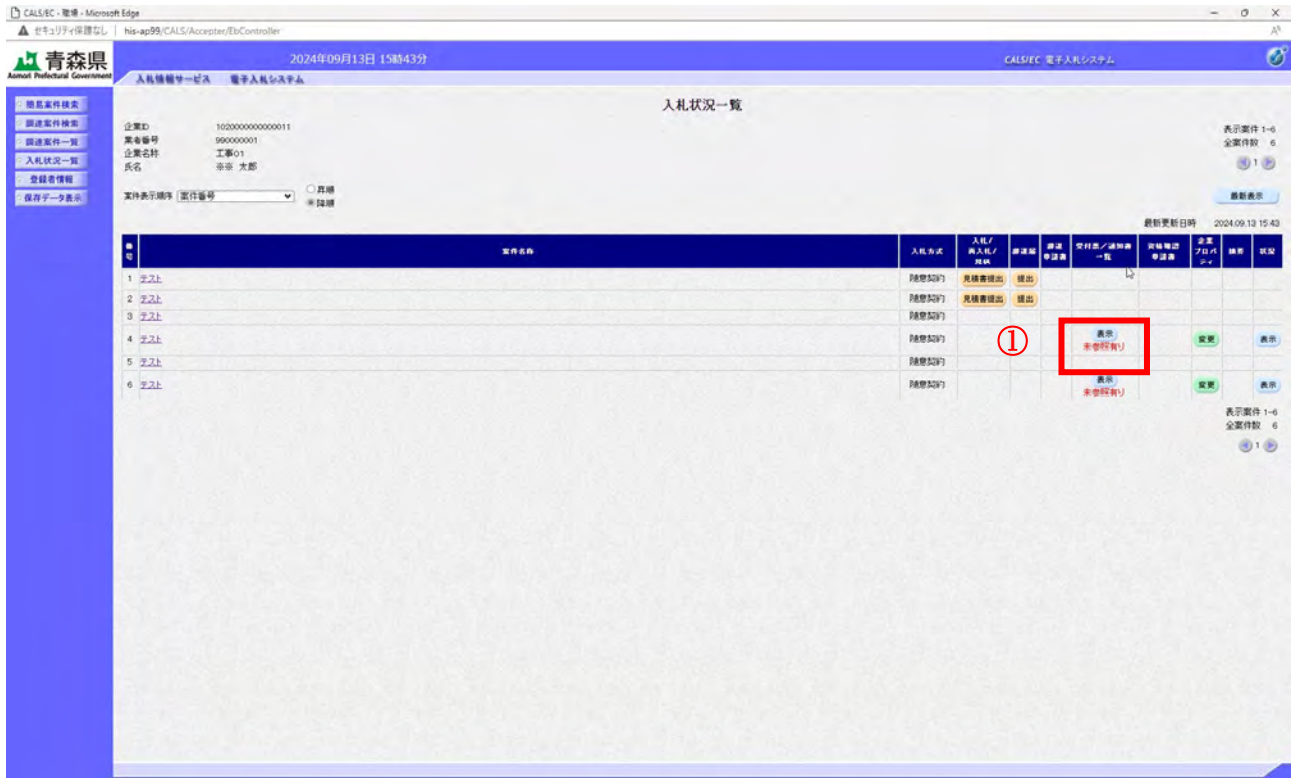 CALS/EC - 環境 - Microsoft Edge
セキュリティ保護なし | his-ap99/CALS/Accepter/EbController
青森県
Aomori Prefectural Government
2024年09月13日 15時43分
CALS/EC 電子入札システム
入札情報サービス 電子入札システム
簡易案件検索
調達案件検索
調達案件一覧
入札状況一覧
登録者情報
保存データ表示
入札状況一覧
企業ID 1020000000000011
業者番号 990000001
企業名称 工事01
氏名 ※※ 太郎
表示案件 1-6
全案件数 6
1
案件表示順序 案件番号
昇順
降順
最新表示
最新更新日時 2024.09.13 15:43
番号 案件名称 入札方式 入札/再入札/見積 辞退届 辞退申請書 受付票/通知書一覧 資格確認申請書 企業プロパティ 摘要 状況
1 テスト 随意契約 見積書提出 提出
2 テスト 随意契約 見積書提出 提出
3 テスト 随意契約
4 テスト 随意契約 ① 表示 未参照有り 変更 表示
5 テスト 随意契約
6 テスト 随意契約 表示 未参照有り 変更 表示
表示案件 1-6
全案件数 6
1